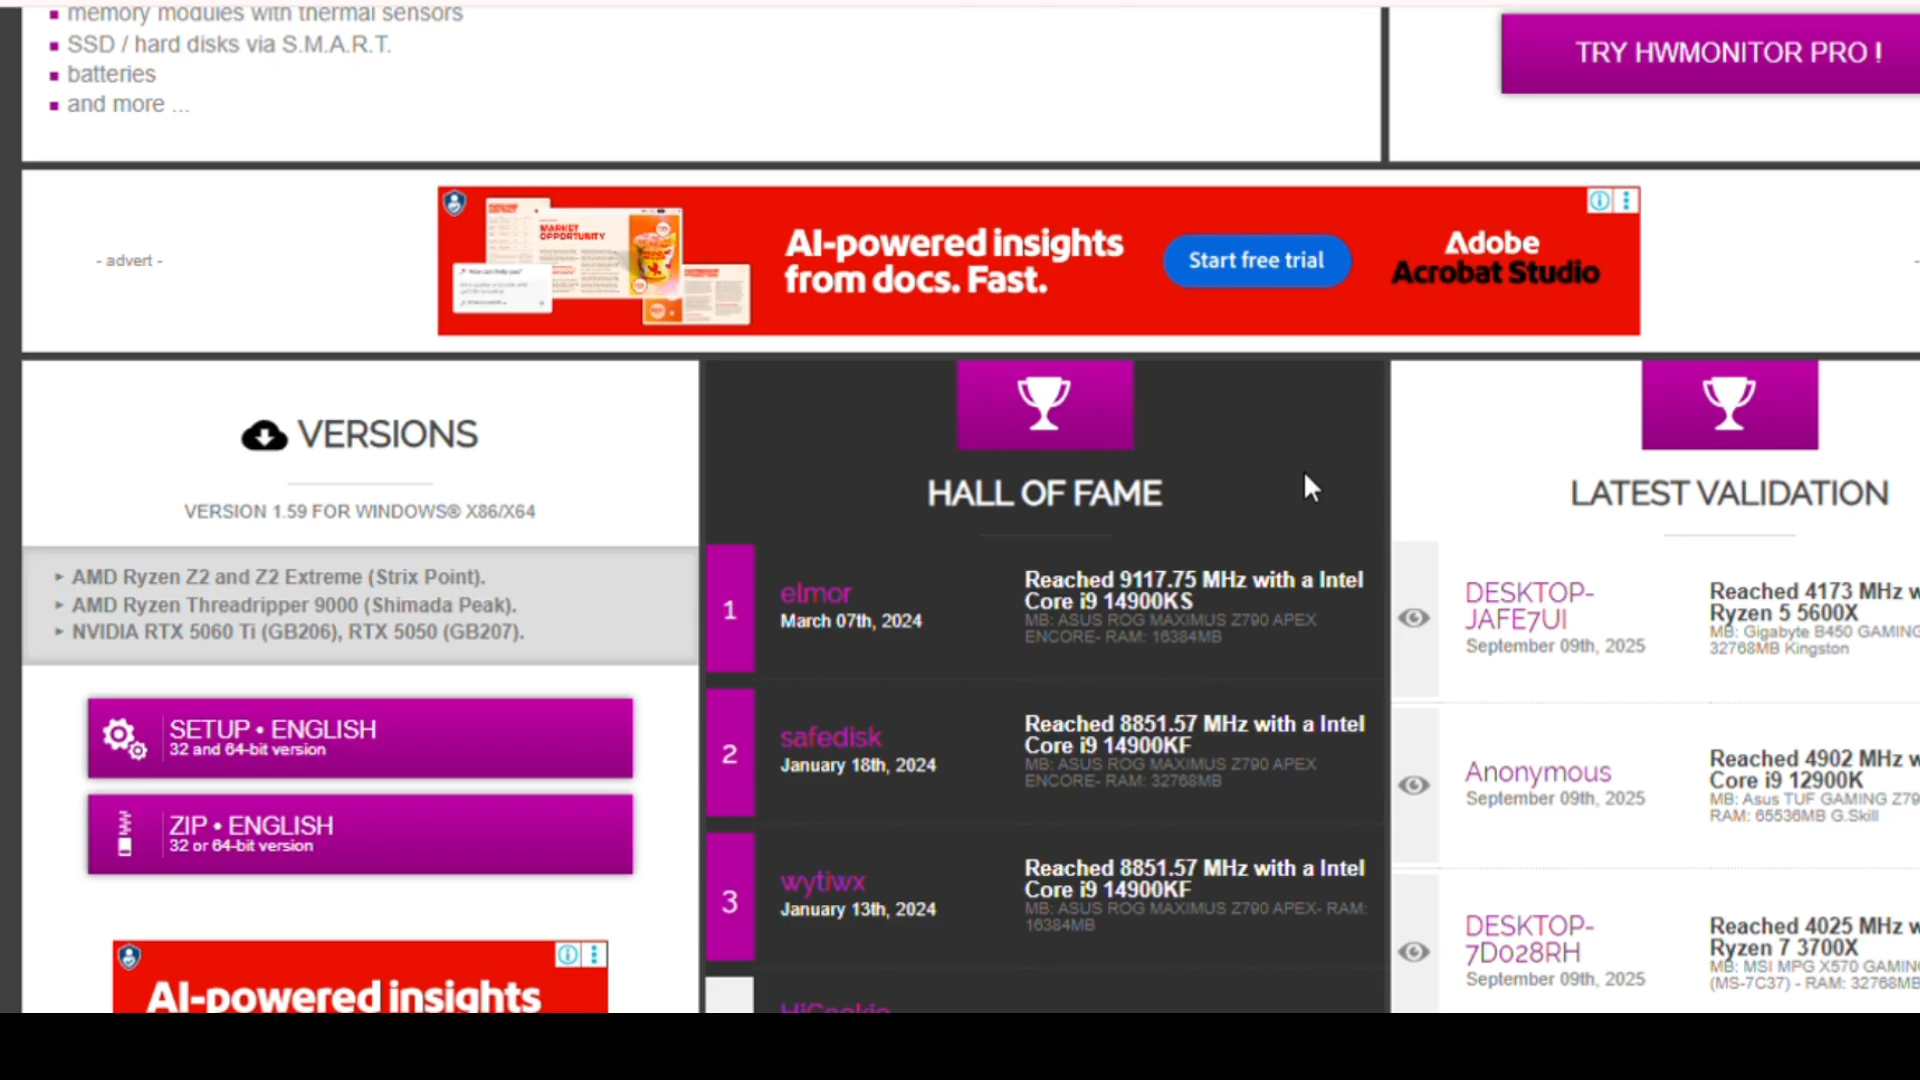 memory modules with thermal sensors
SSD / hard disks via S.M.A.R.T.
batteries
and more ...
TRY HWMONITOR PRO !
- advert -
MARKET
OPPORTUNITY
AI-powered insights
from docs. Fast.
Start free trial
Adobe
Acrobat Studio
VERSIONS
VERSION 1.59 FOR WINDOWS® X86/X64
AMD Ryzen Z2 and Z2 Extreme (Strix Point).
AMD Ryzen Threadripper 9000 (Shimada Peak).
NVIDIA RTX 5060 Ti (GB206), RTX 5050 (GB207).
SETUP • ENGLISH
32 and 64-bit version
ZIP • ENGLISH
32 or 64-bit version
AI-powered insights
HALL OF FAME
1
elmor
March 07th, 2024
Reached 9117.75 MHz with a Intel
Core i9 14900KS
MB: ASUS ROG MAXIMUS Z790 APEX
ENCORE- RAM: 16384MB
2
safedisk
January 18th, 2024
Reached 8851.57 MHz with a Intel
Core i9 14900KF
MB: ASUS ROG MAXIMUS Z790 APEX
ENCORE- RAM: 32768MB
3
wytiwx
January 13th, 2024
Reached 8851.57 MHz with a Intel
Core i9 14900KF
MB: ASUS ROG MAXIMUS Z790 APEX- RAM:
16384MB
HiCookie
LATEST VALIDATION
DESKTOP-
JAFE7UI
September 09th, 2025
Reached 4173 MHz w
Ryzen 5 5600X
MB: Gigabyte B450 GAMING
32768MB Kingston
Anonymous
September 09th, 2025
Reached 4902 MHz w
Core i9 12900K
MB: Asus TUF GAMING Z79
RAM: 65536MB G.Skill
DESKTOP-
7D028RH
September 09th, 2025
Reached 4025 MHz w
Ryzen 7 3700X
MB: MSI MPG X570 GAMING
(MS-7C37) - RAM: 32768MB